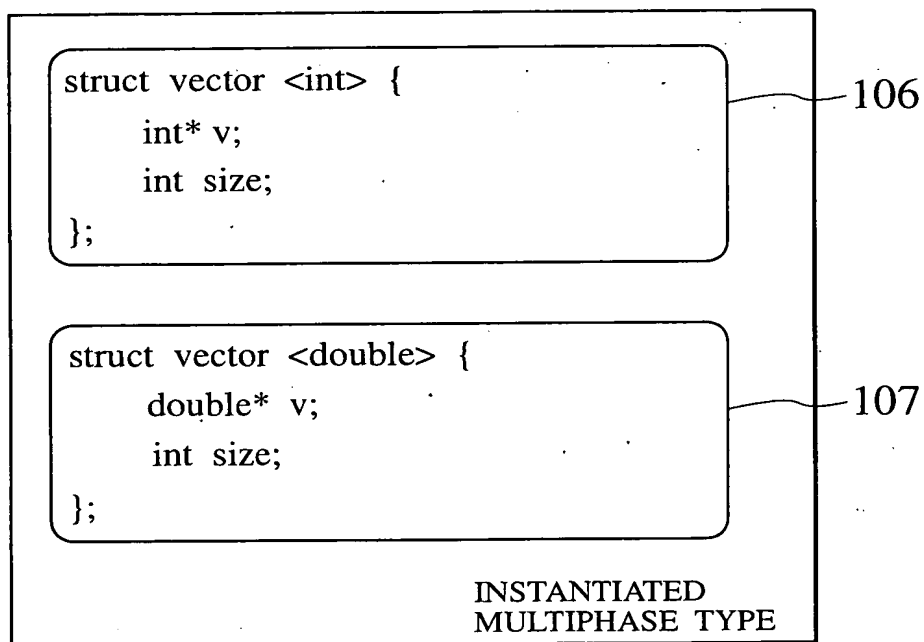 struct vector <int> {
int* v;
int size;
};
106
struct vector <double> {
double* v;
int size;
};
107
INSTANTIATED
MULTIPHASE TYPE